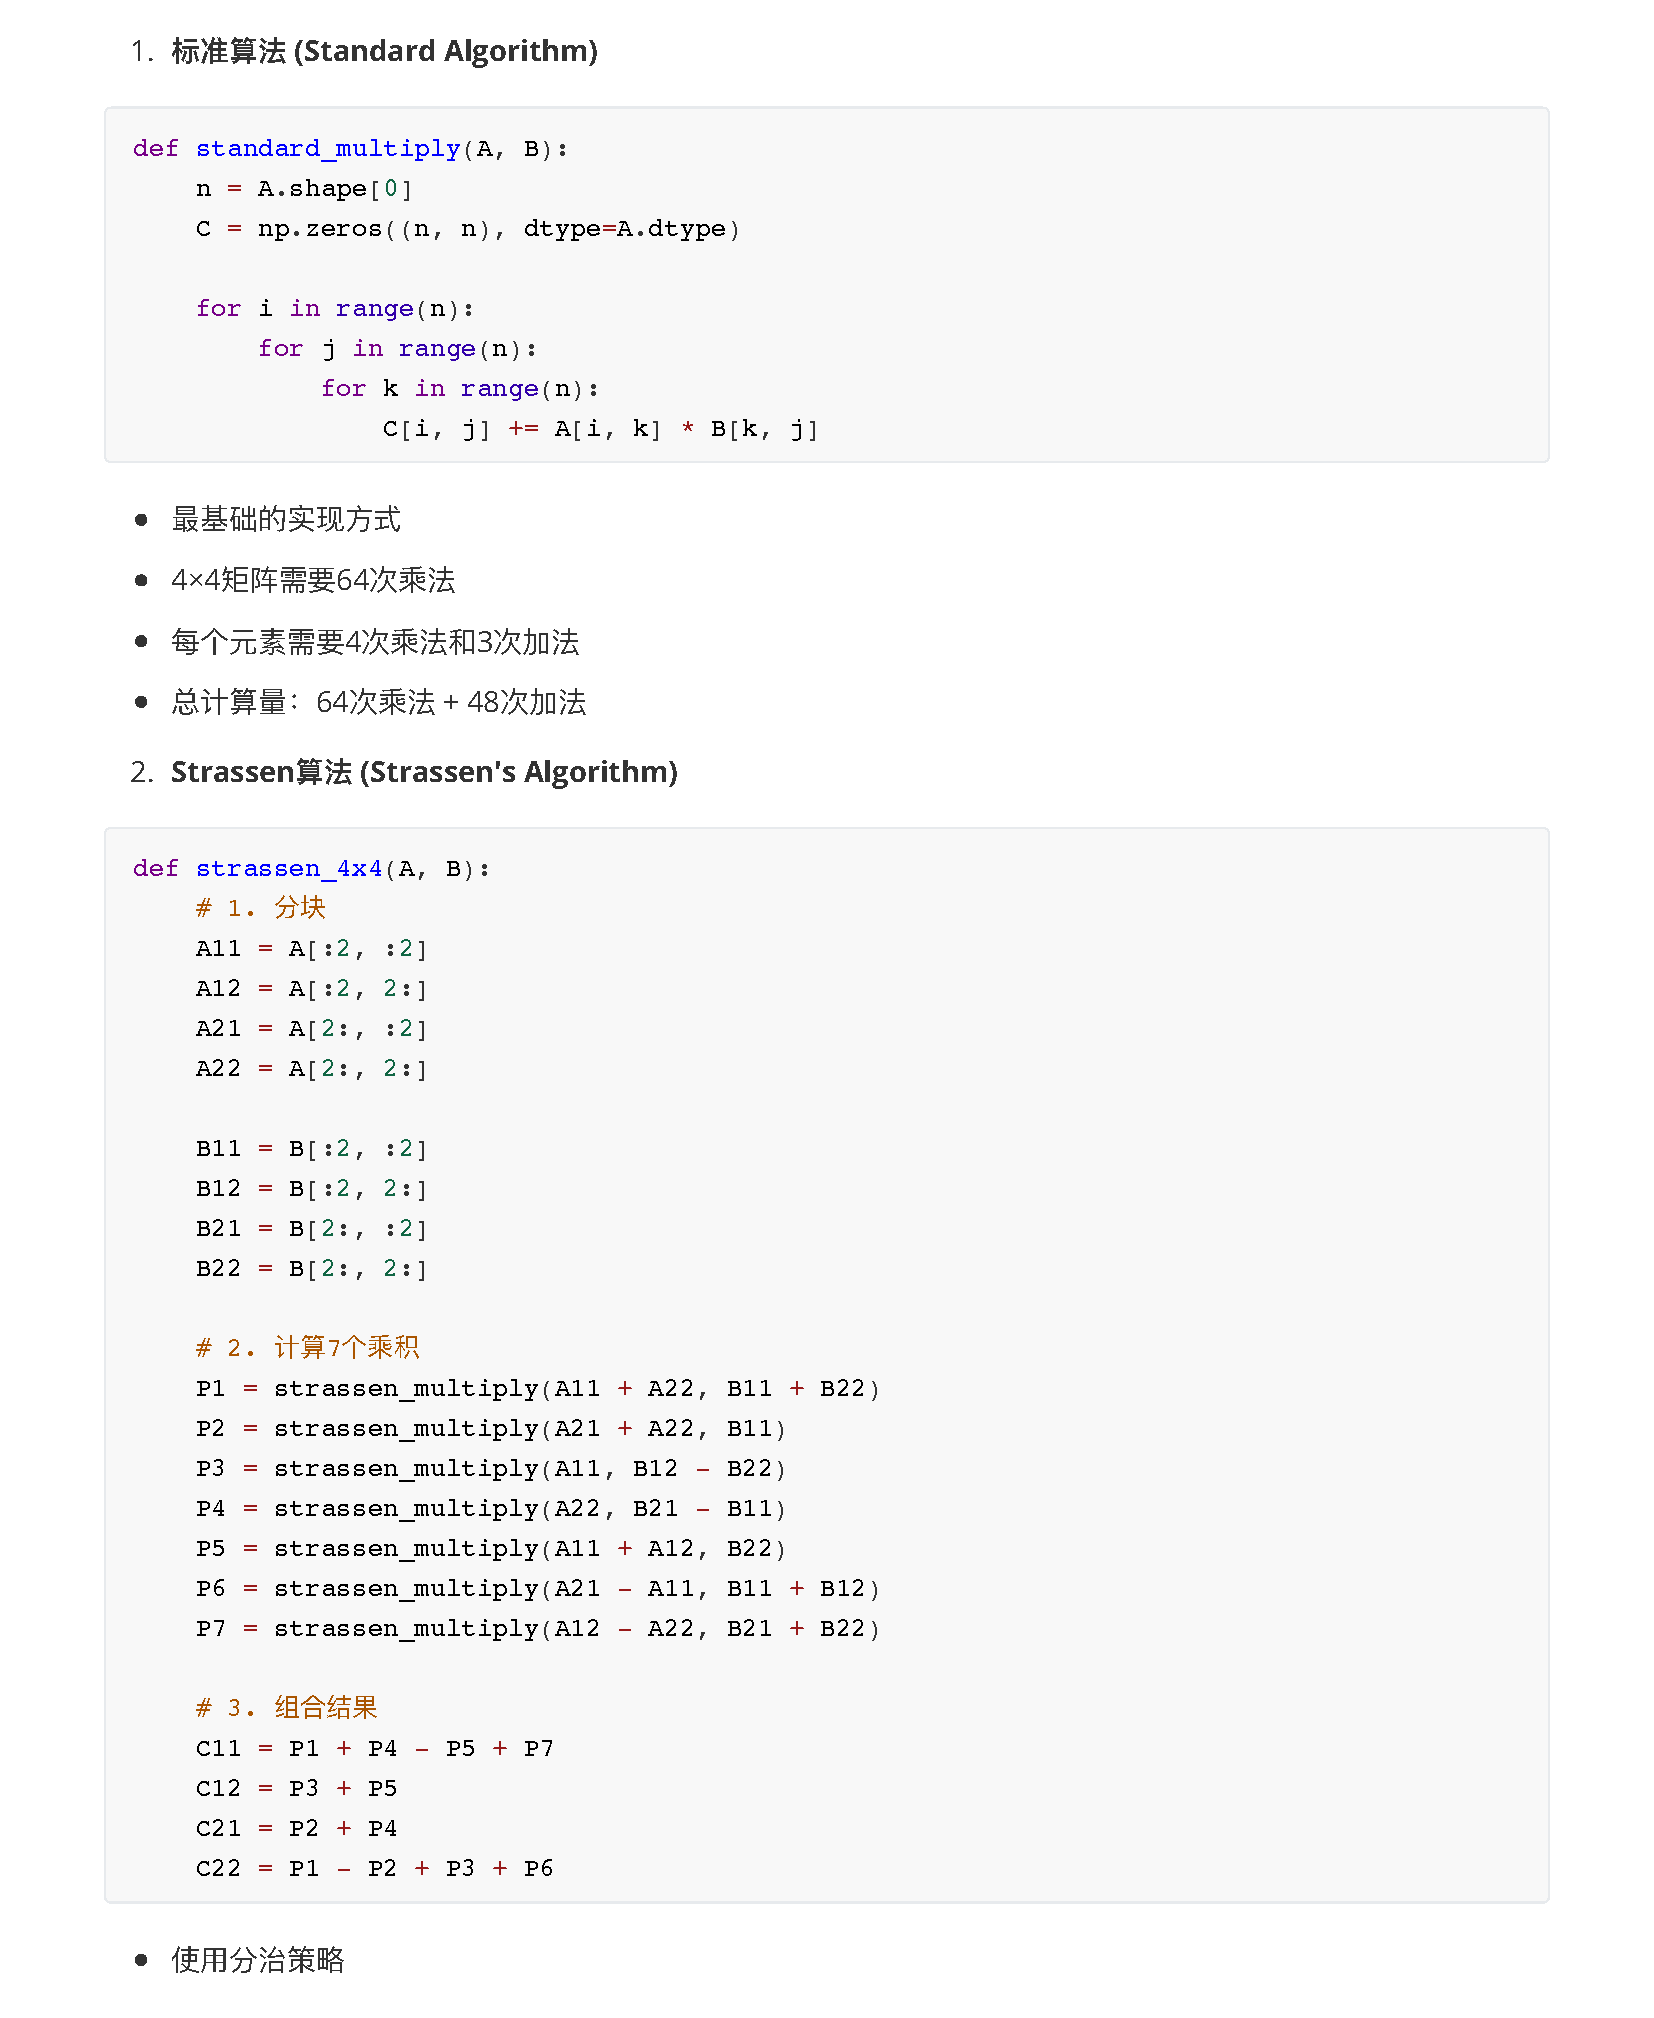 1. 标准算法 (Standard Algorithm)
def standard_multiply(A, B):
    n = A.shape[0]
    C = np.zeros((n, n), dtype=A.dtype)
    for i in range(n):
        for j in range(n):
            for k in range(n):
                C[i, j] += A[i, k] * B[k, j]
● 最基础的实现方式
● 4×4矩阵需要64次乘法
● 每个元素需要4次乘法和3次加法
● 总计算量：64次乘法 + 48次加法
2. Strassen算法 (Strassen's Algorithm)
def strassen_4x4(A, B):
    # 1. 分块
    A11 = A[:2, :2]
    A12 = A[:2, 2:]
    A21 = A[2:, :2]
    A22 = A[2:, 2:]
    B11 = B[:2, :2]
    B12 = B[:2, 2:]
    B21 = B[2:, :2]
    B22 = B[2:, 2:]
    # 2. 计算7个乘积
    P1 = strassen_multiply(A11 + A22, B11 + B22)
    P2 = strassen_multiply(A21 + A22, B11)
    P3 = strassen_multiply(A11, B12 - B22)
    P4 = strassen_multiply(A22, B21 - B11)
    P5 = strassen_multiply(A11 + A12, B22)
    P6 = strassen_multiply(A21 - A11, B11 + B12)
    P7 = strassen_multiply(A12 - A22, B21 + B22)
    # 3. 组合结果
    C11 = P1 + P4 - P5 + P7
    C12 = P3 + P5
    C21 = P2 + P4
    C22 = P1 - P2 + P3 + P6
● 使用分治策略